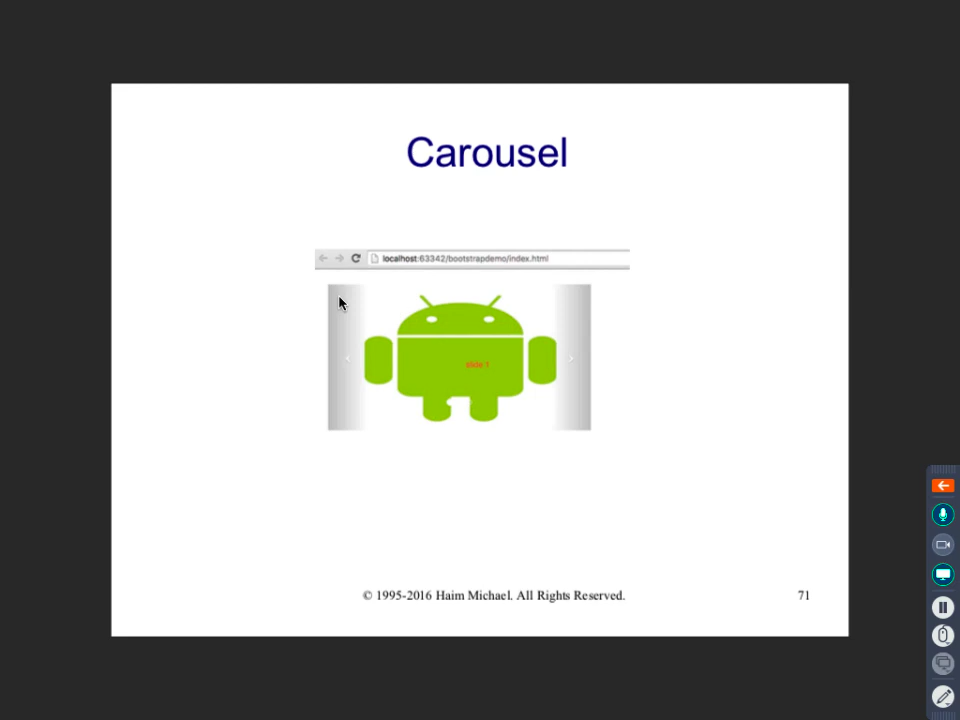 Carousel
localhost:63342/bootstrapdemo/index.html
slide 1
© 1995-2016 Haim Michael. All Rights Reserved.
71